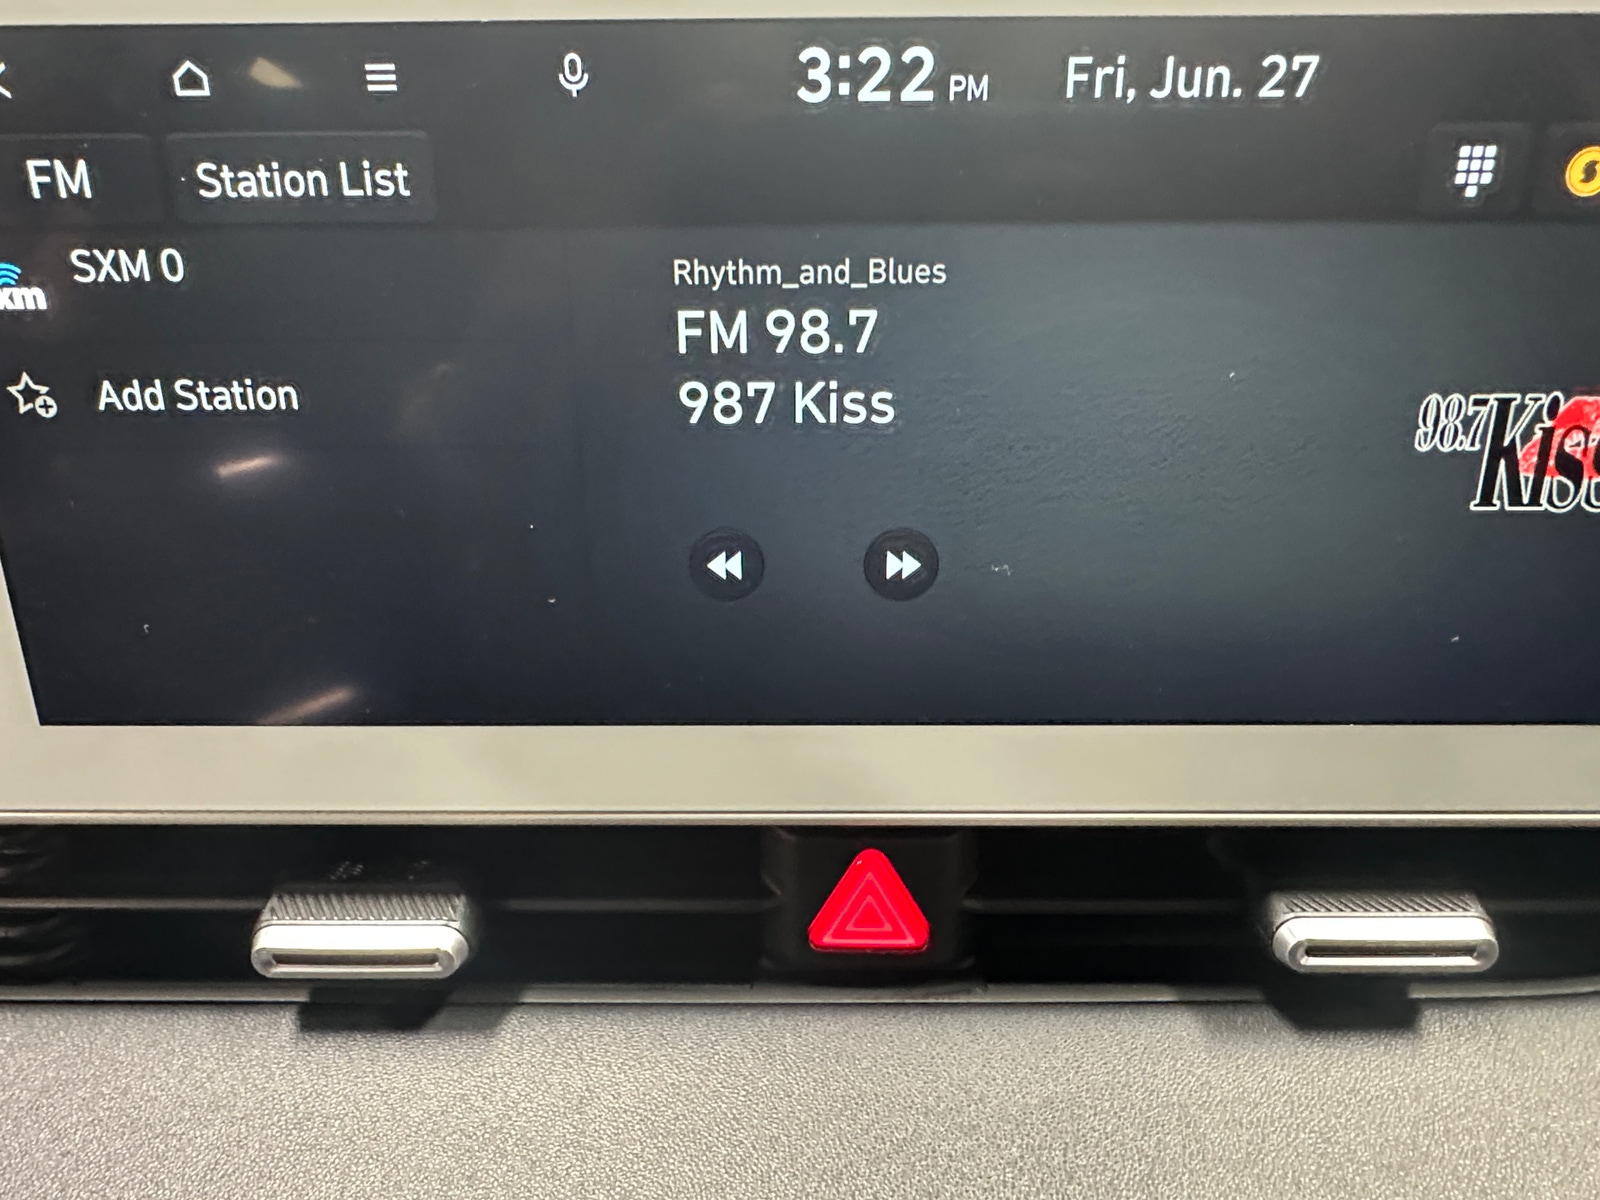 3:22 PM Fri, Jun. 27
FM Station List
SXM 0
xm
Add Station
Rhythm_and_Blues
FM 98.7
987 Kiss
98.7 Kiss